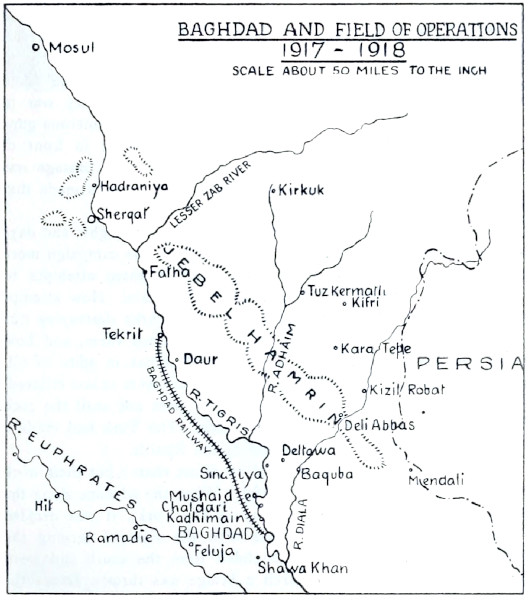 BAGHDAD AND FIELD OF OPERATIONS
1917 - 1918
SCALE ABOUT 50 MILES TO THE INCH
Mosul
Hadraniya
Sherqat
LESSER ZAB RIVER
Kirkuk
Fatha
JEBEL HAMRIN
Tuz Kermatli
Kifri
Tekrit
Daur
R. ADHAIM
Kara Tepe
PERSIA
BAGHDAD RAILWAY
R. TIGRIS
Kizil Robat
Deli Abbas
R. EUPHRATES
Deltawa
Sindiya
Baquba
Mendali
Hit
Mushaid
Chaldari
Kadhimain
Ramadie
BAGHDAD
Feluja
R. DIALA
Shawa Khan